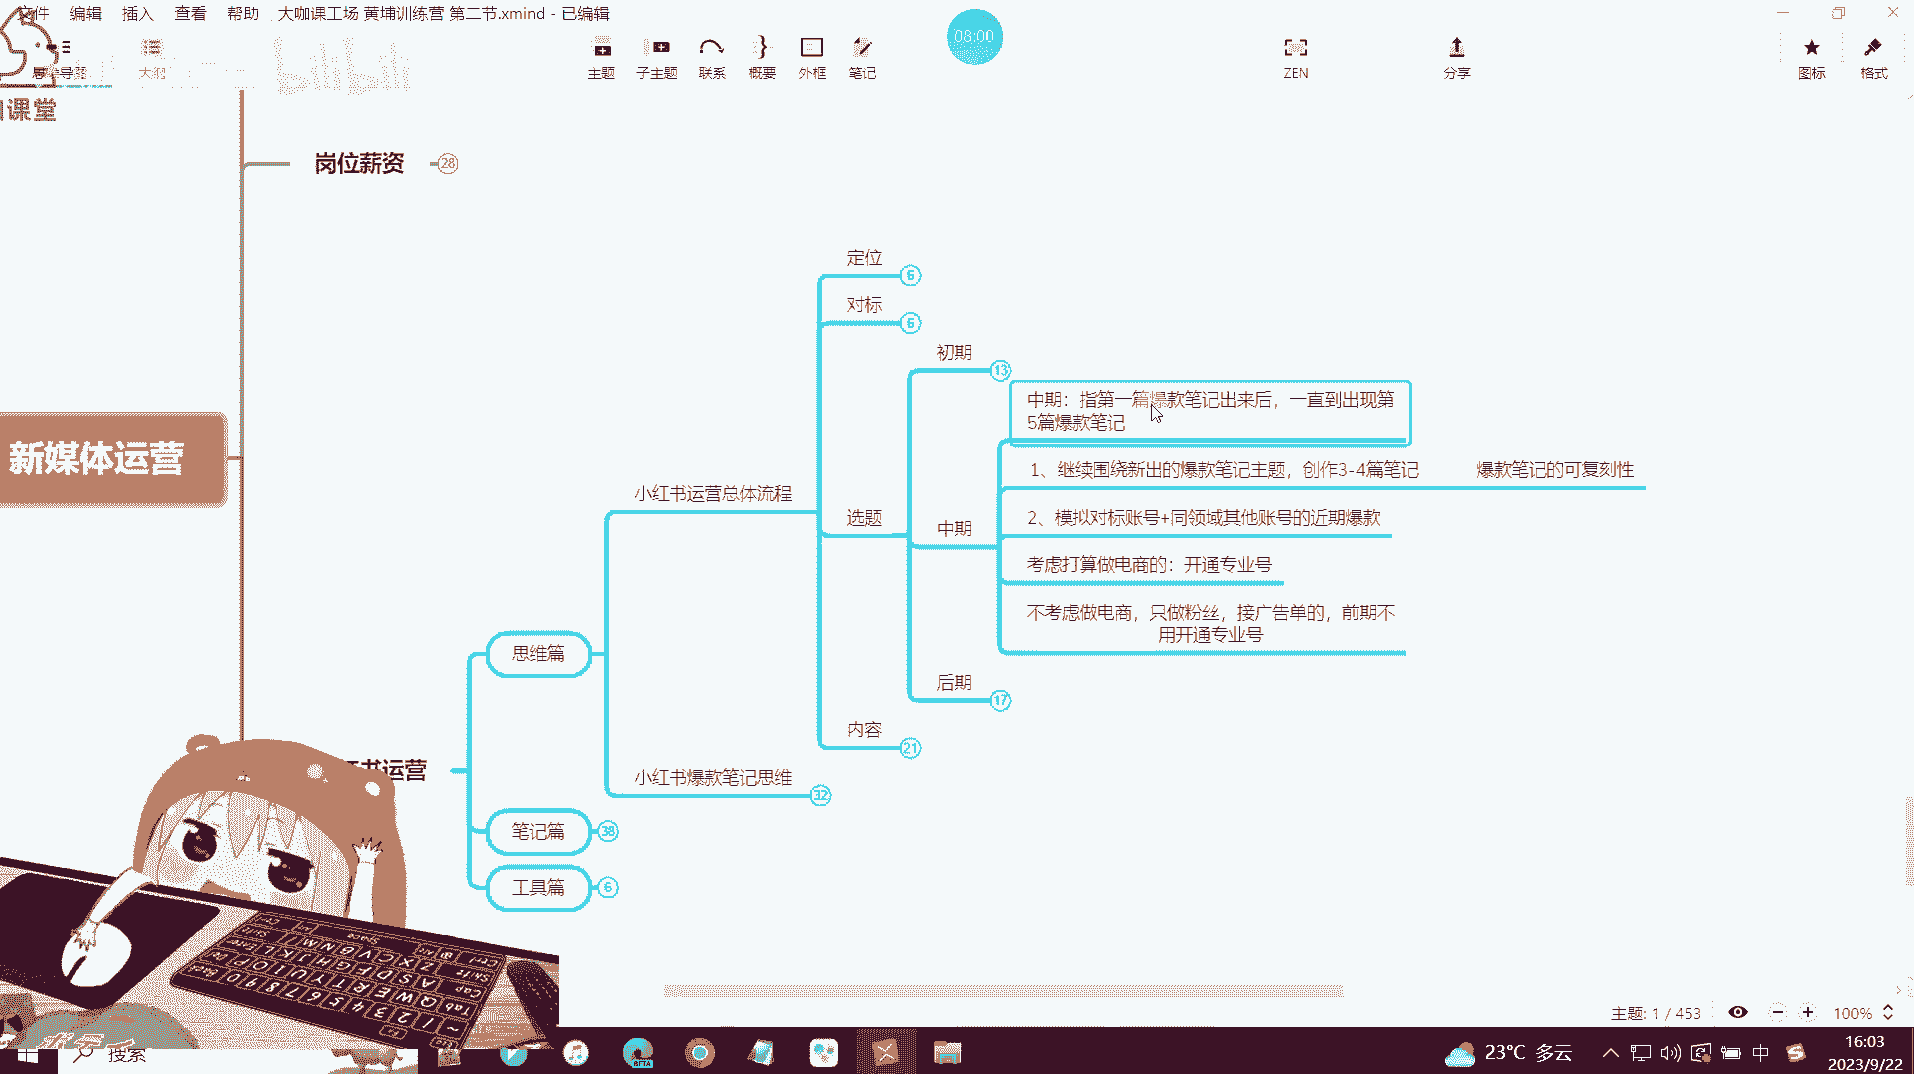 文件 编辑 插入 查看 帮助 大咖课工场 黄埔训练营 第二节.xmind - 已编辑
思维导图 大纲 bilibili
主题 子主题 联系 概要 外框 笔记
03:00
ZEN 分享 图标 格式
课堂
岗位薪资 28
定位 6
对标 6
初期 13
中期：指第一篇爆款笔记出来后，一直到出现第
5篇爆款笔记
1、继续围绕新出的爆款笔记主题，创作3-4篇笔记 爆款笔记的可复刻性
新媒体运营
小红书运营总体流程
选题
中期
2、模拟对标账号+同领域其他账号的近期爆款
考虑打算做电商的：开通专业号
不考虑做电商，只做粉丝，接广告单的，前期不
用开通专业号
思维篇
后期 17
内容 21
书运营
小红书爆款笔记思维 32
笔记篇 38
工具篇 6
主题: 1 / 453 100%
搜索
BETA
23°C 多云 中
16:03
2023/9/22